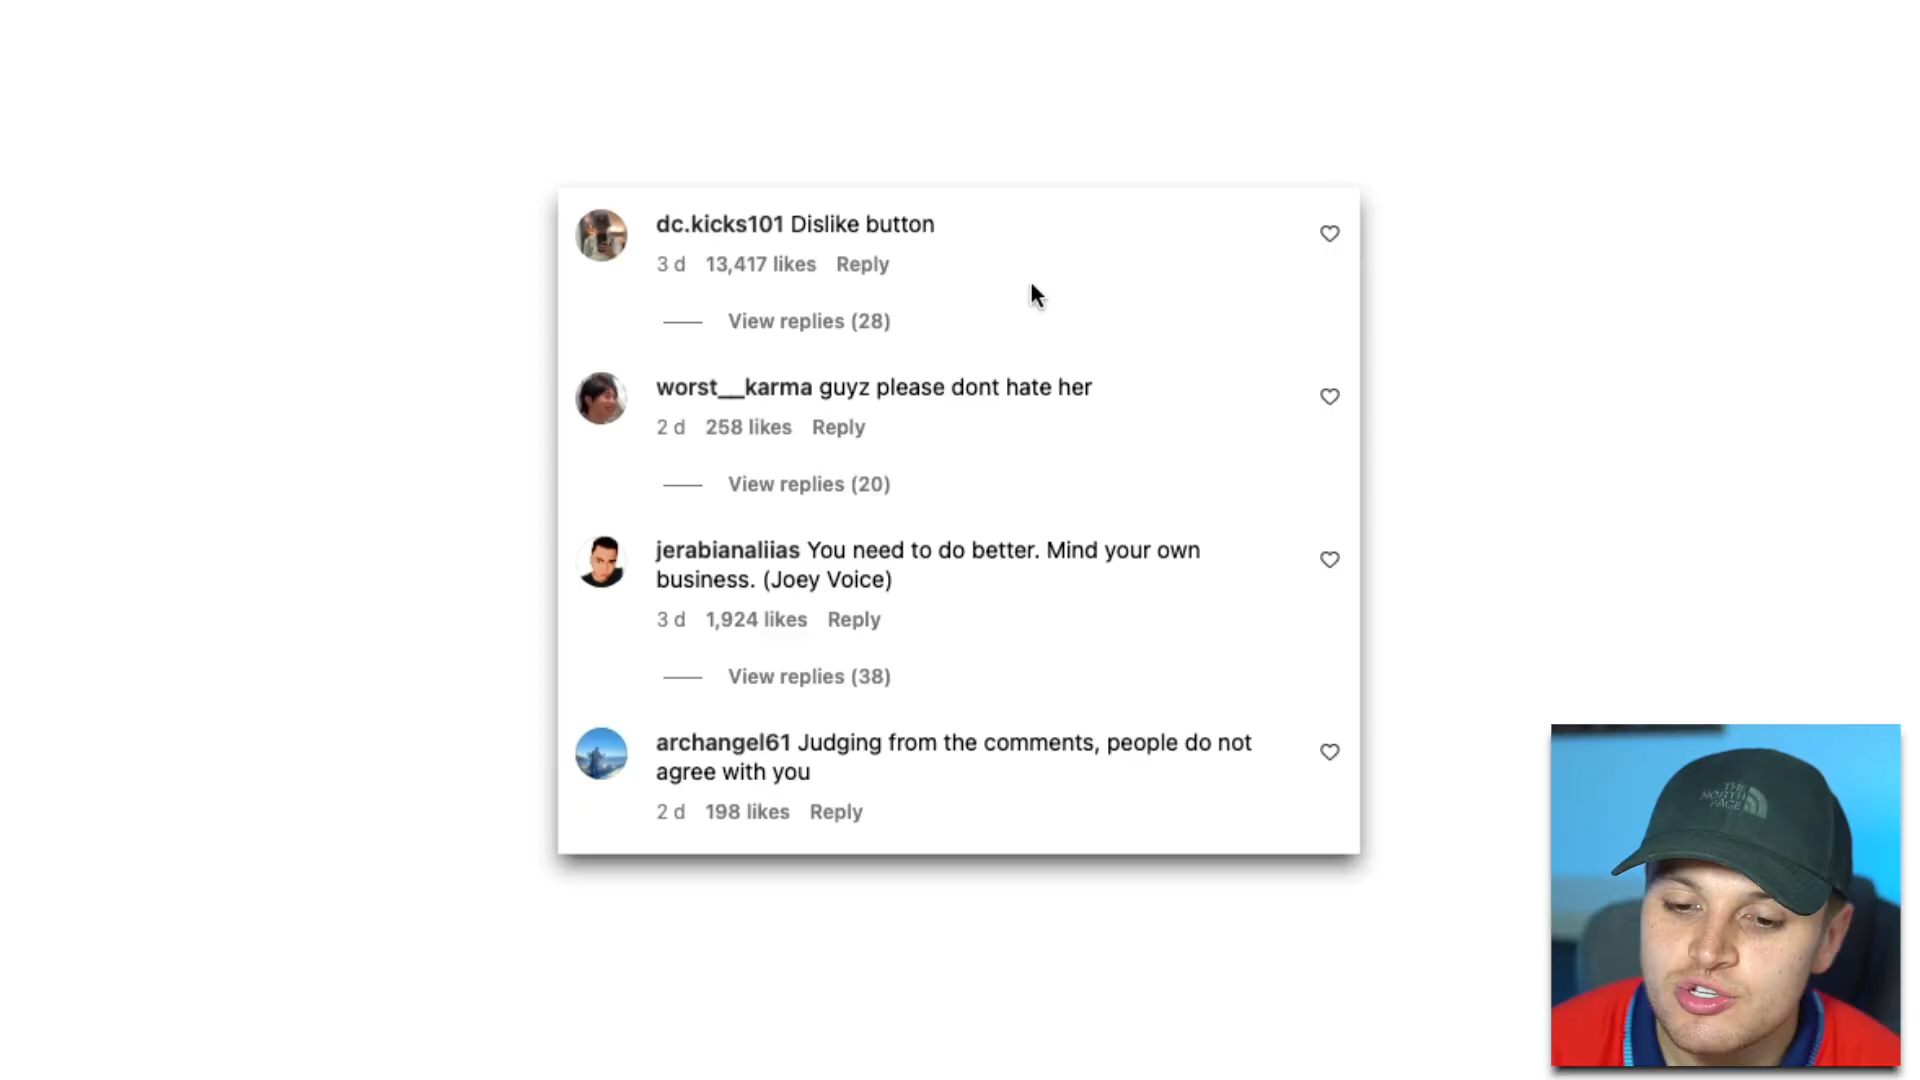 dc.kicks101 Dislike button
3 d 13,417 likes Reply
View replies (28)
worst__karma guyz please dont hate her
2 d 258 likes Reply
View replies (20)
jerabianaliias You need to do better. Mind your own
business. (Joey Voice)
3 d 1,924 likes Reply
View replies (38)
archangel61 Judging from the comments, people do not
agree with you
2 d 198 likes Reply
THE
NORTH
FACE